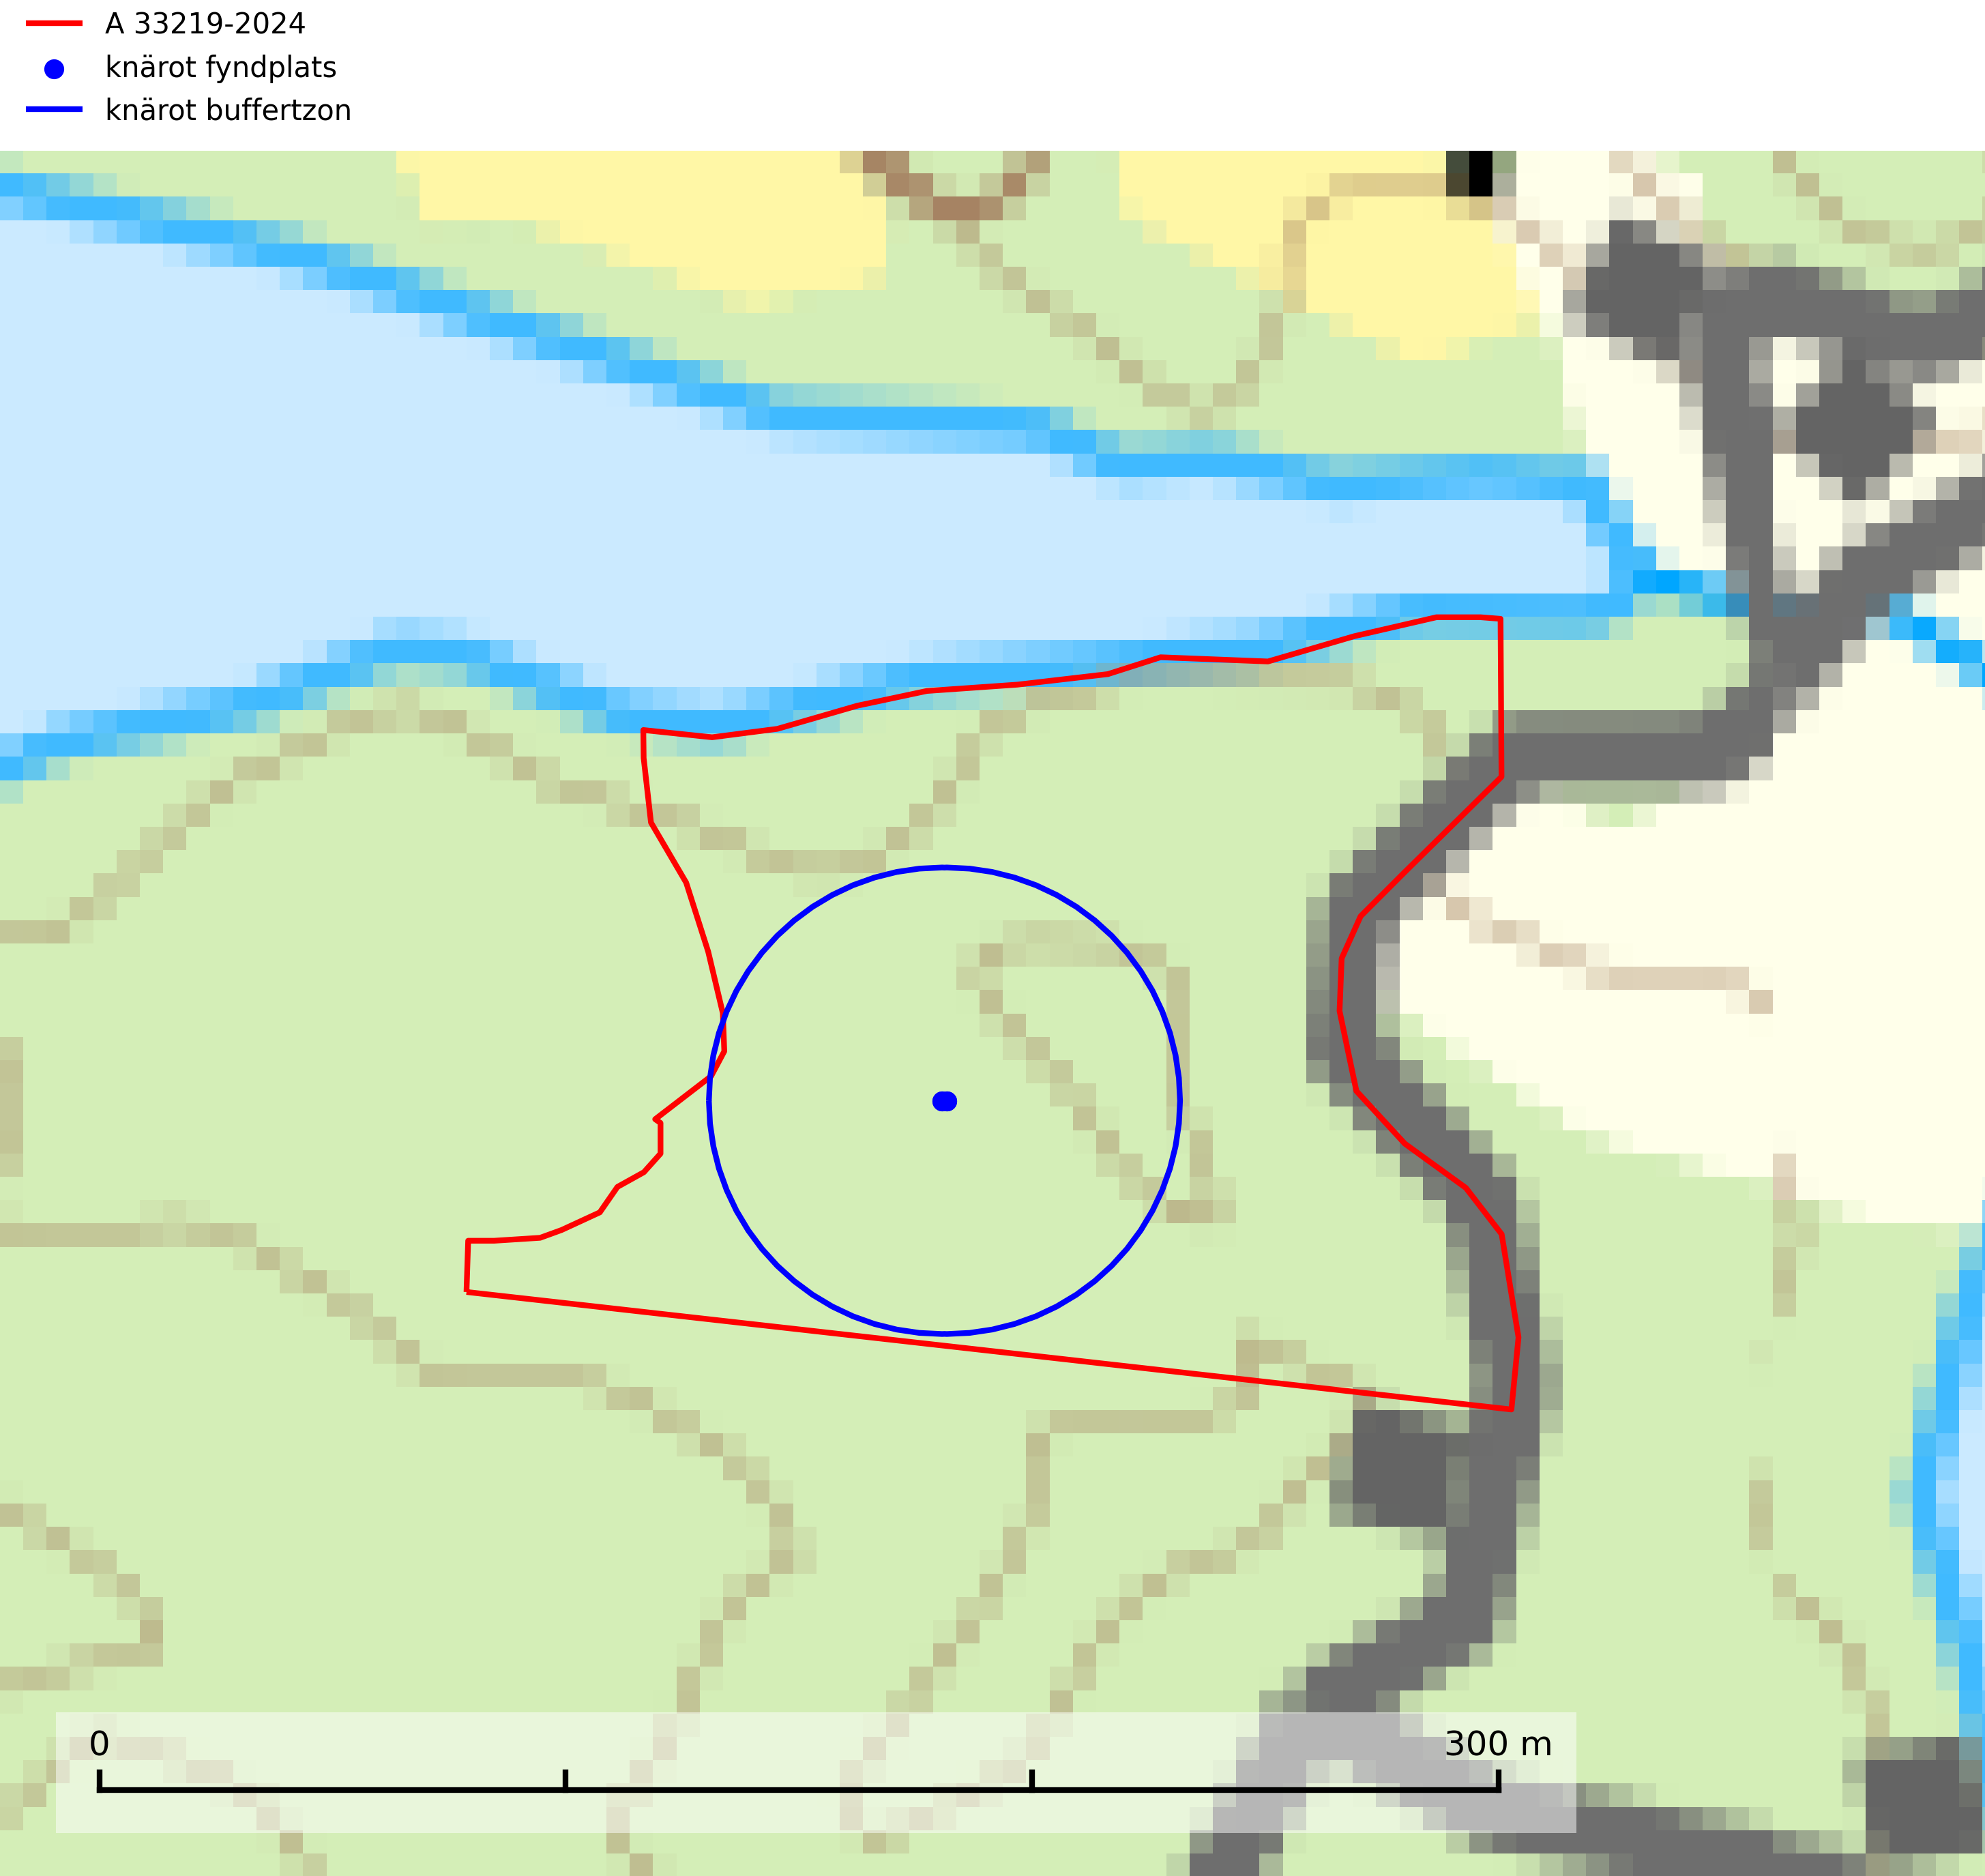 A 33219-2024
knärot fyndplats
knärot buffertzon
0 300 m